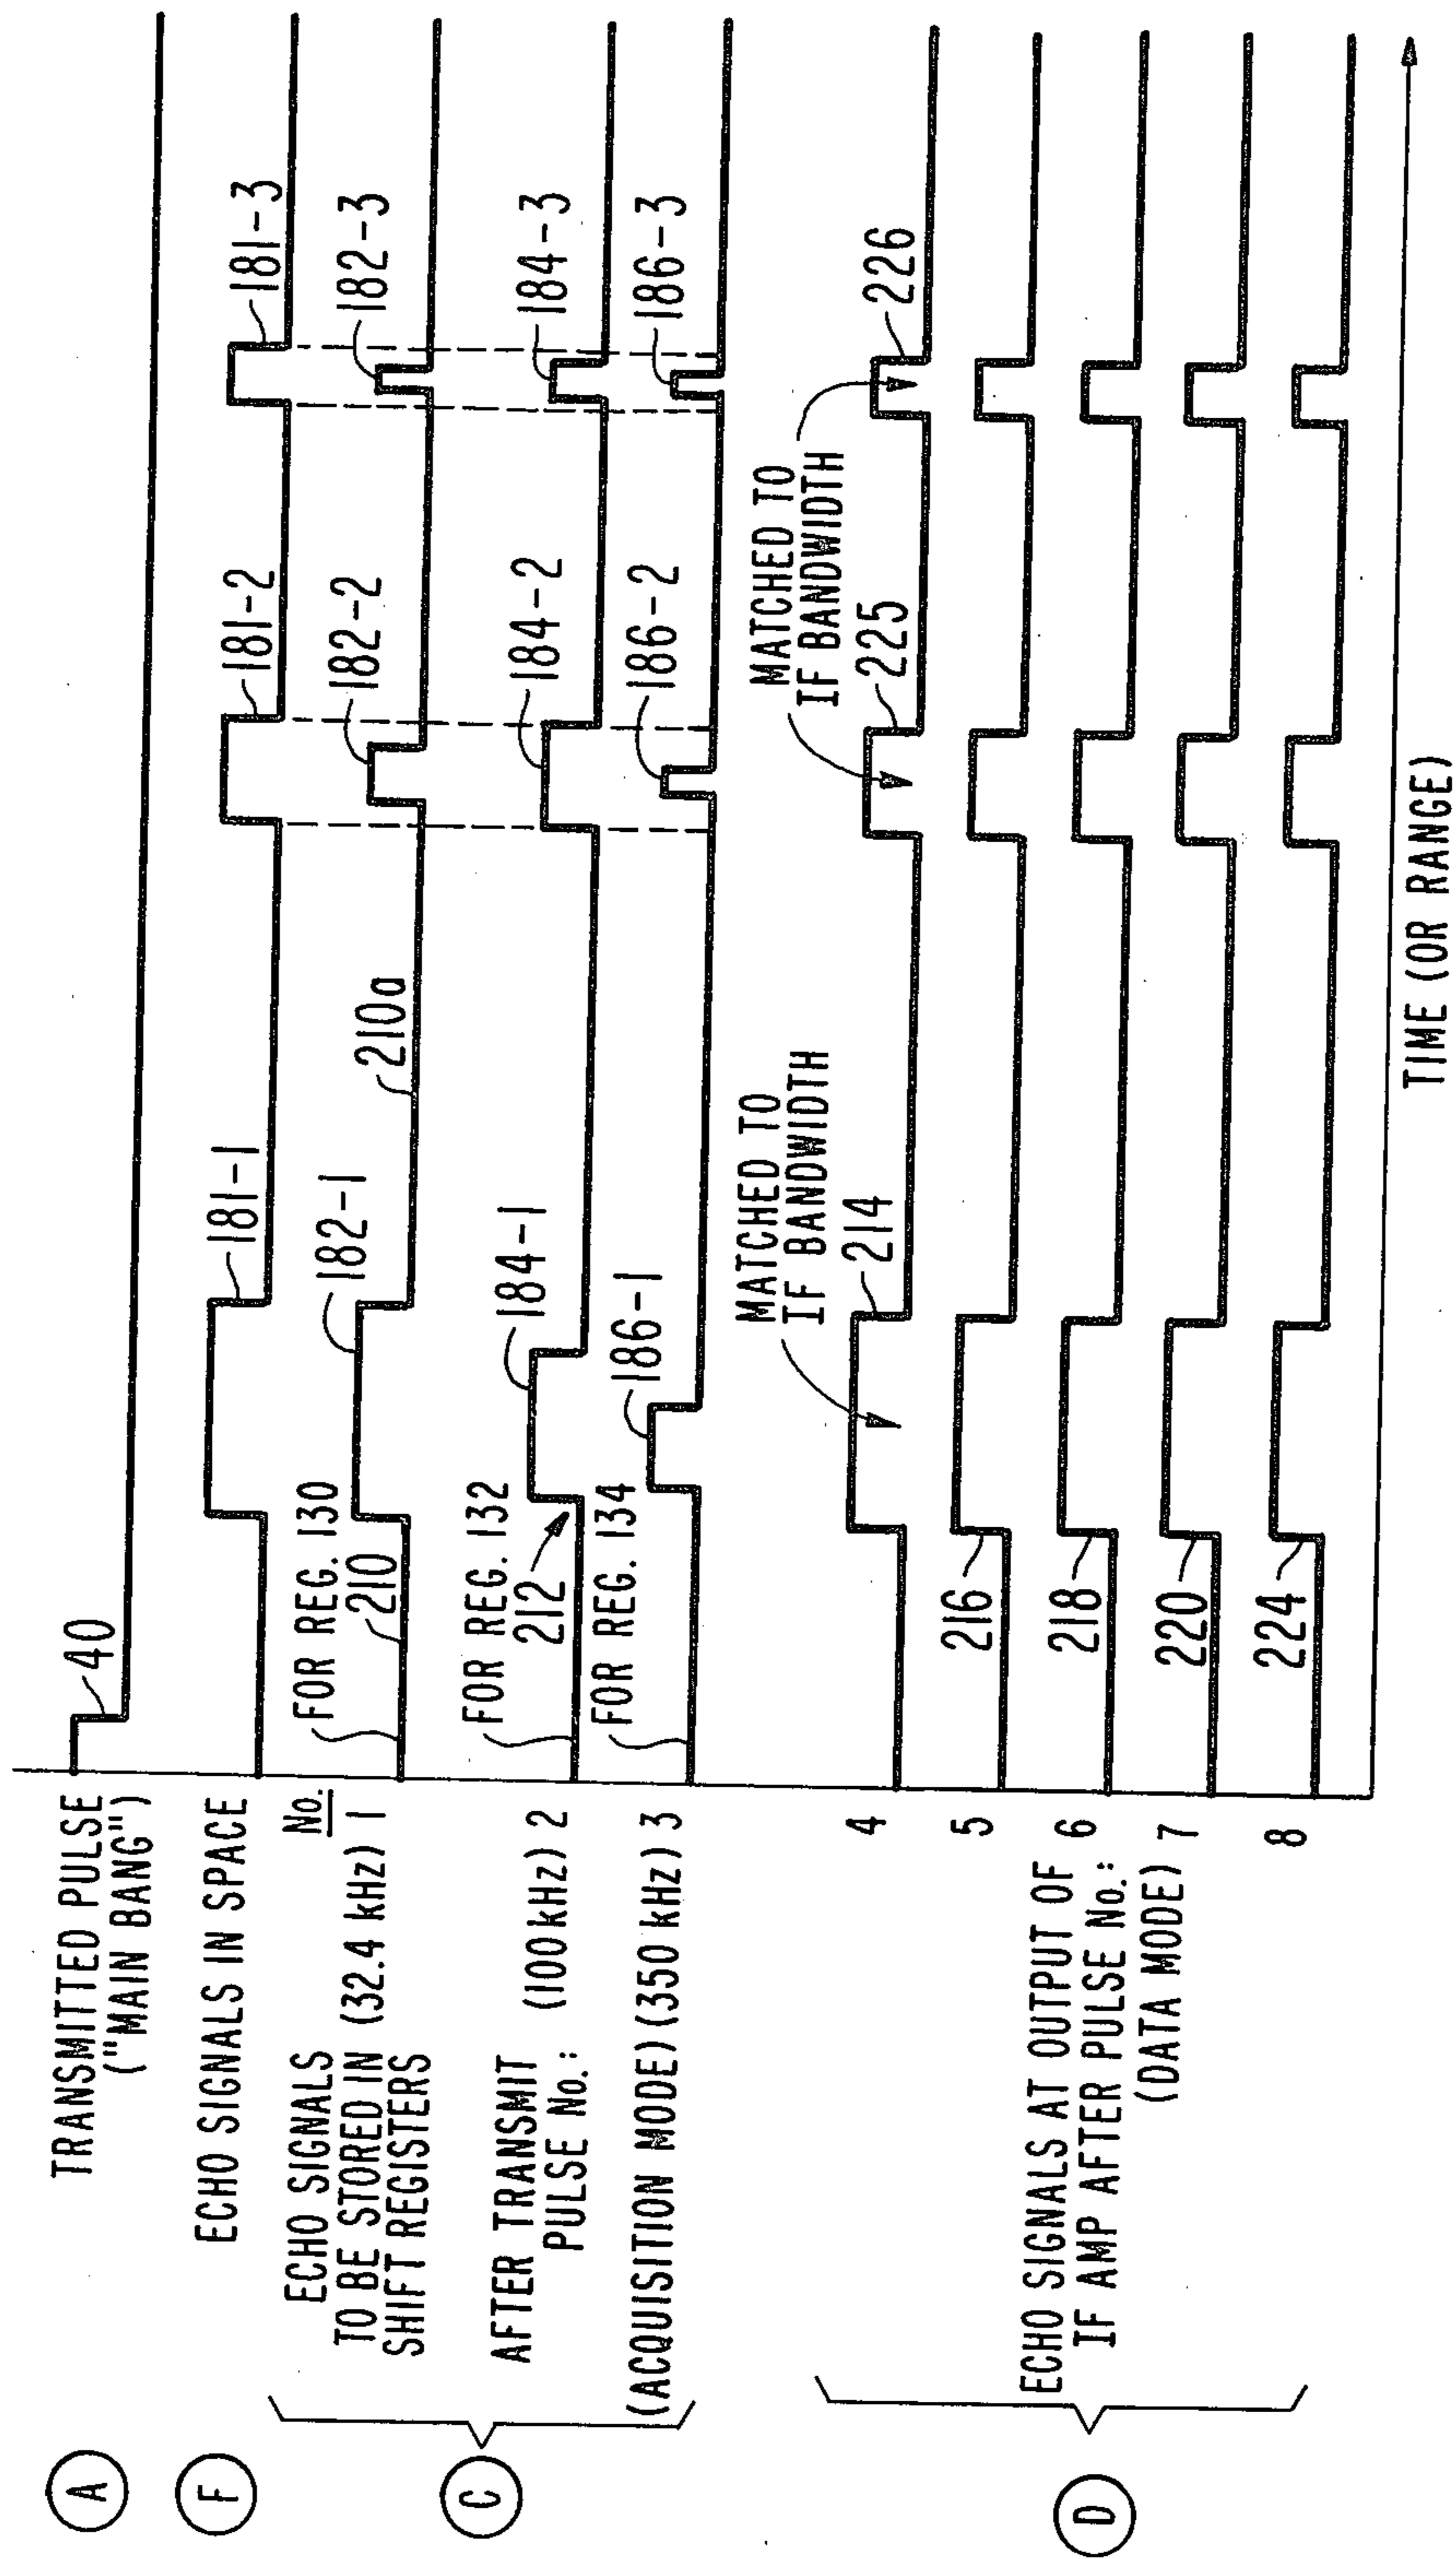 A
TRANSMITTED PULSE
("MAIN BANG")
40
F
ECHO SIGNALS IN SPACE
181-1
181-2
181-3
C
ECHO SIGNALS
TO BE STORED IN
SHIFT REGISTERS
No.
(32.4 kHz) 1
FOR REG. 130
210
182-1
210a
182-2
182-3
AFTER TRANSMIT
PULSE No.:
(100 kHz) 2
FOR REG. 132
212
184-1
184-2
184-3
(ACQUISITION MODE) (350 kHz) 3
FOR REG. 134
186-1
186-2
186-3
MATCHED TO
IF BANDWIDTH
MATCHED TO
IF BANDWIDTH
D
ECHO SIGNALS AT OUTPUT OF
IF AMP AFTER PULSE No.:
(DATA MODE)
4
214
225
226
5
216
6
218
7
220
8
224
TIME (OR RANGE)